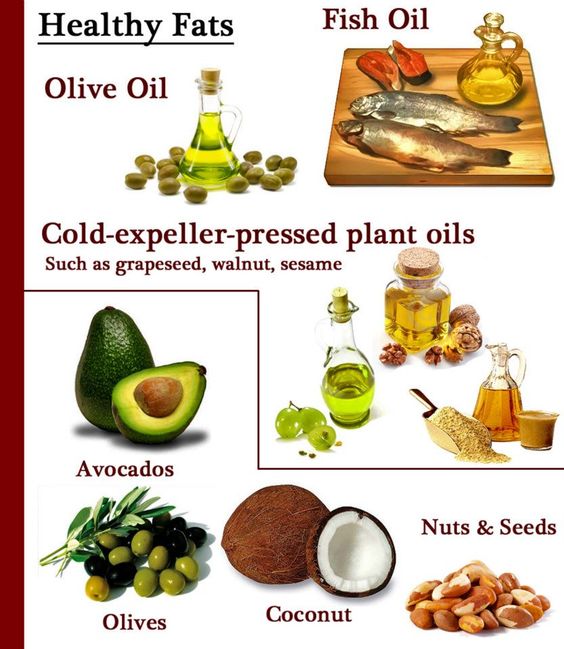 Healthy Fats
Fish Oil
Olive Oil
Cold-expeller-pressed plant oils
Such as grapeseed, walnut, sesame
Avocados
Nuts & Seeds
Coconut
Olives